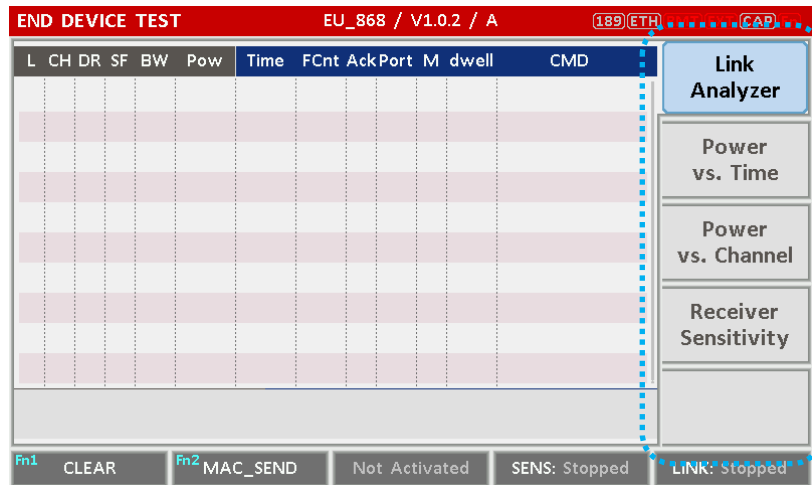 END DEVICE TEST EU_868 / V1.0.2 / A 189 ETH CAP
L CH DR SF BW Pow Time FCnt Ack Port M dwell CMD
Link
Analyzer
Power
vs. Time
Power
vs. Channel
Receiver
Sensitivity
Fn1 CLEAR Fn2 MAC_SEND Not Activated SENS: Stopped LINK: Stopped